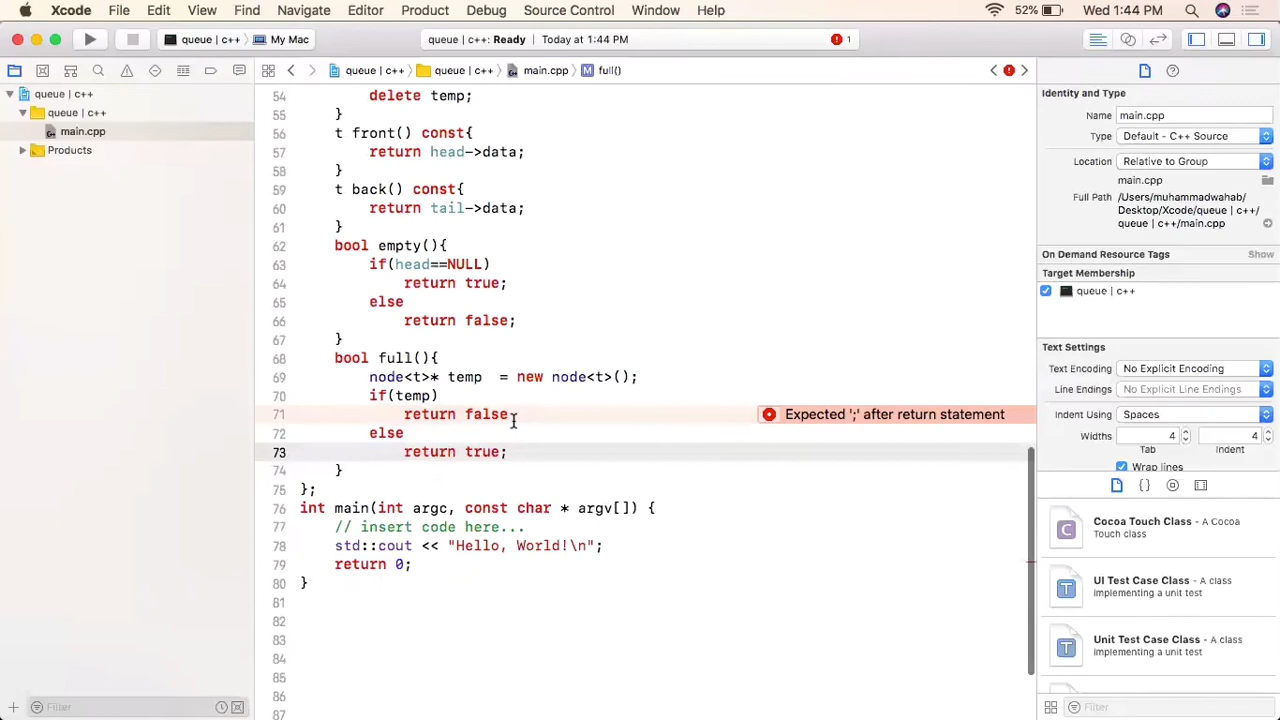 Xcode File Edit View Find Navigate Editor Product Debug Source Control Window Help 52% Wed 1:44 PM
queue | c++ My Mac queue | c++: Ready Today at 1:44 PM 1
queue | c++ queue | c++ main.cpp full()
queue | c++
queue | c++
main.cpp
Products
Filter
54 delete temp;
55 }
56 t front() const{
57 return head->data;
58 }
59 t back() const{
60 return tail->data;
61 }
62 bool empty(){
63 if(head==NULL)
64 return true;
65 else
66 return false;
67 }
68 bool full(){
69 node<t>* temp  = new node<t>();
70 if(temp)
71 return false Expected ';' after return statement
72 else
73 return true;
74 }
75 };
76 int main(int argc, const char * argv[]) {
77 // insert code here...
78 std::cout << "Hello, World!\n";
79 return 0;
80 }
81
82
83
84
85
86
87
Identity and Type
Name main.cpp
Type Default - C++ Source
Location Relative to Group
main.cpp
Full Path /Users/muhammadwahab/
Desktop/Xcode/queue | c++/
queue | c++/main.cpp
On Demand Resource Tags Show
Target Membership
queue | c++
Text Settings
Text Encoding No Explicit Encoding
Line Endings No Explicit Line Endings
Indent Using Spaces
Widths 4 4
Tab Indent
Wrap lines
Cocoa Touch Class - A Cocoa
Touch class
UI Test Case Class - A class
implementing a unit test
Unit Test Case Class - A class
implementing a unit test
Filter